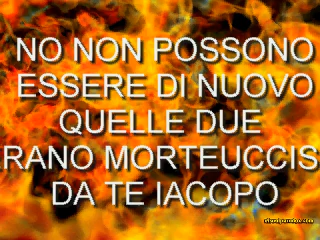 NO NON POSSONO
ESSERE DI NUOVO
QUELLE DUE
RANO MORTEUCCIS
DA TE IACOPO